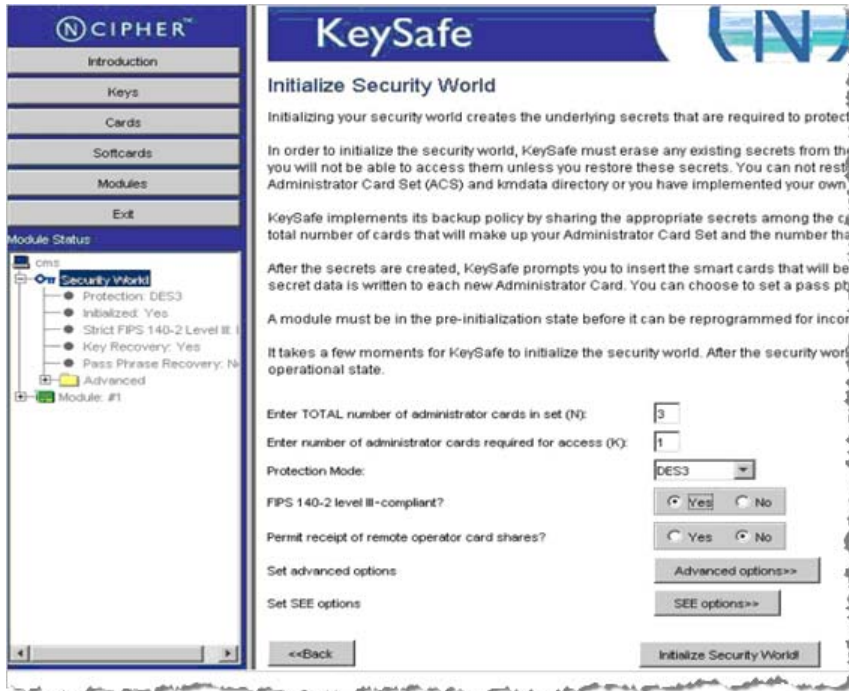 NCIPHER™
Introduction
Keys
Cards
Softcards
Modules
Exit
Module Status
cms
Security World
Protection: DES3
Initialized: Yes
Strict FIPS 140-2 Level III:
Key Recovery: Yes
Pass Phrase Recovery:
Advanced
Module: #1
KeySafe
N
Initialize Security World
Initializing your security world creates the underlying secrets that are required to protect
In order to initialize the security world, KeySafe must erase any existing secrets from the
you will not be able to access them unless you restore these secrets. You can not
Administrator Card Set (ACS) and kmdata directory or you have implemented your own
KeySafe implements its backup policy by sharing the appropriate secrets among the
total number of cards that will make up your Administrator Card Set and the number
After the secrets are created, KeySafe prompts you to insert the smart cards that will be
secret data is written to each new Administrator Card. You can choose to set a pass
A module must be in the pre-initialization state before it can be reprogrammed for
It takes a few moments for KeySafe to initialize the security world. After the security
operational state.
Enter TOTAL number of administrator cards in set (N): 3
Enter number of administrator cards required for access (K): 1
Protection Mode: DES3
FIPS 140-2 level III-compliant? Yes No
Permit receipt of remote operator card shares? Yes No
Set advanced options Advanced options>>
Set SEE options SEE options>>
<<Back Initialize Security World!